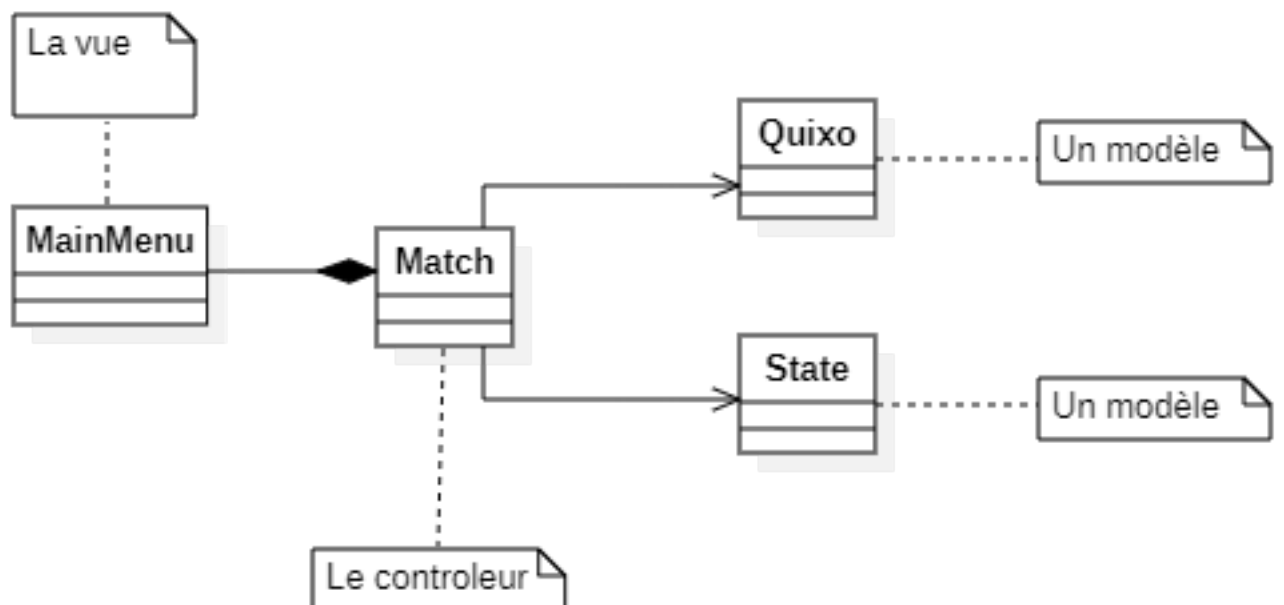 La vue
Quixo
Un modèle
MainMenu
Match
State
Un modèle
Le controleur